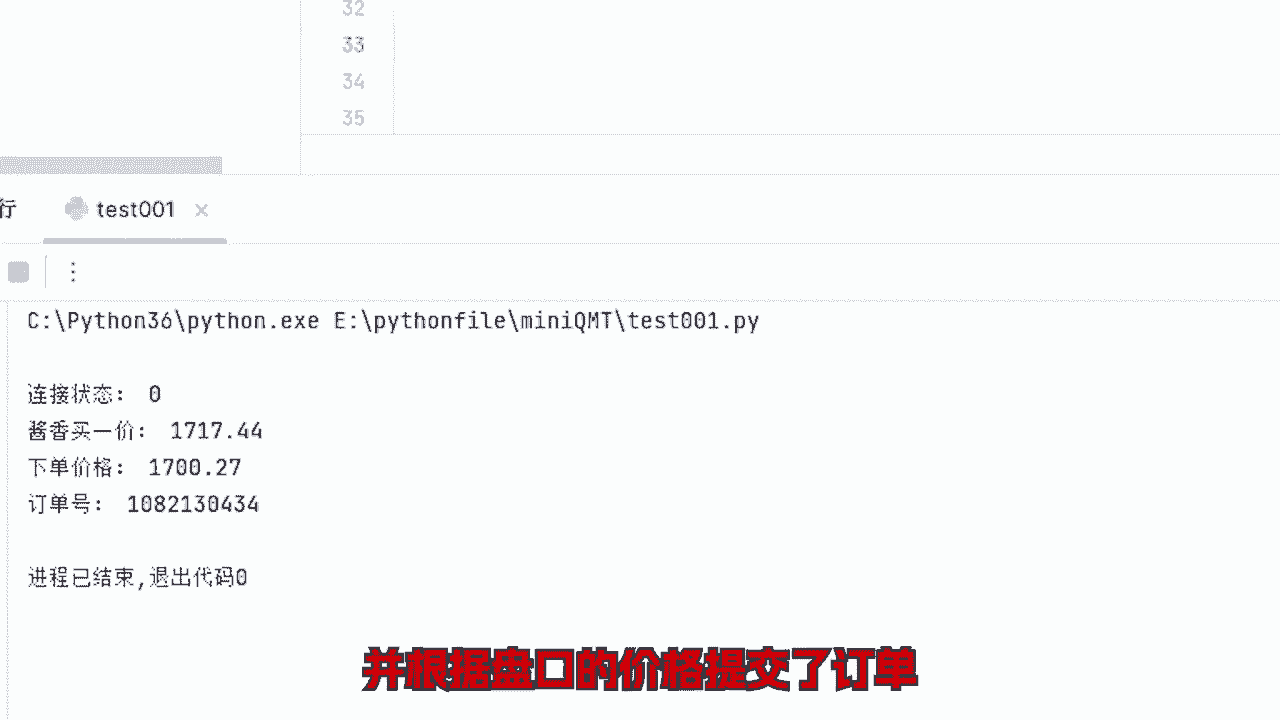 32
33
34
35
行
test001
C:\Python36\python.exe E:\pythonfile\miniQMT\test001.py
连接状态： 0
酱香买一价： 1717.44
下单价格： 1700.27
订单号： 1082130434
进程已结束,退出代码0
并根据盘口的价格提交了订单